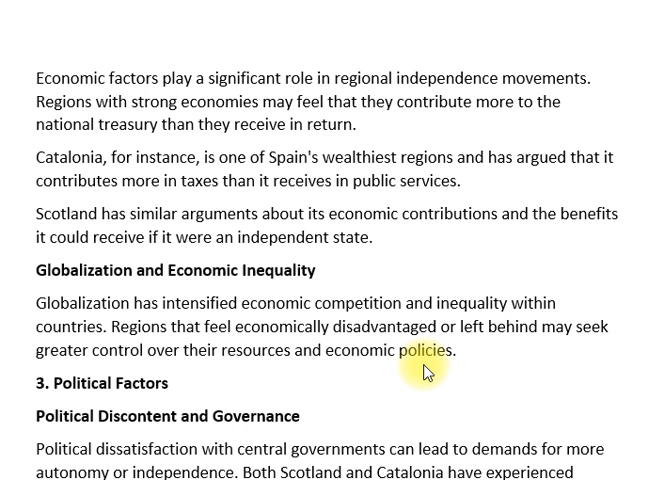 Economic factors play a significant role in regional independence movements.
Regions with strong economies may feel that they contribute more to the
national treasury than they receive in return.
Catalonia, for instance, is one of Spain's wealthiest regions and has argued that it
contributes more in taxes than it receives in public services.
Scotland has similar arguments about its economic contributions and the benefits
it could receive if it were an independent state.
Globalization and Economic Inequality
Globalization has intensified economic competition and inequality within
countries. Regions that feel economically disadvantaged or left behind may seek
greater control over their resources and economic policies.
3. Political Factors
Political Discontent and Governance
Political dissatisfaction with central governments can lead to demands for more
autonomy or independence. Both Scotland and Catalonia have experienced